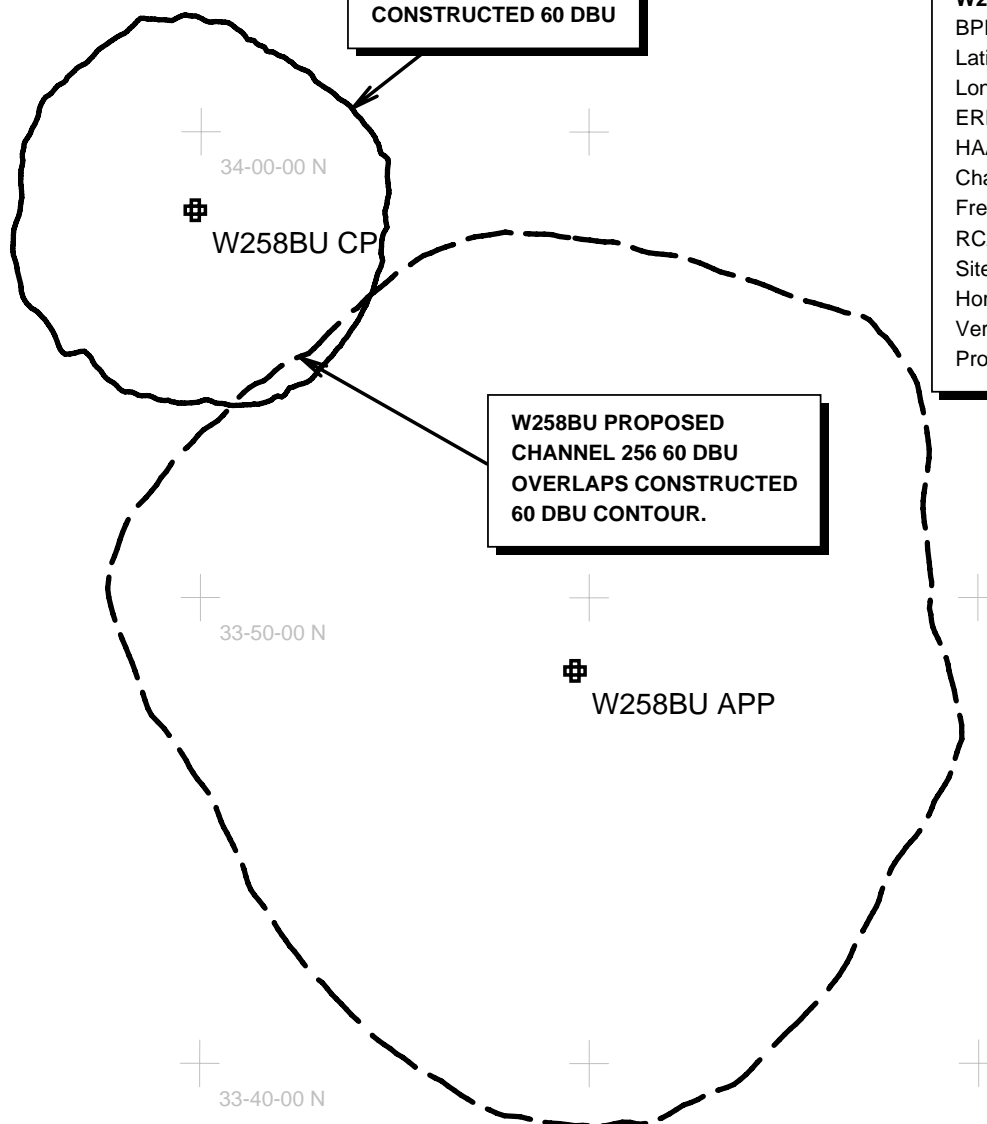 CONSTRUCTED 60 DBU
34-00-00 N
W258BU CP
W258BU PROPOSED
CHANNEL 256 60 DBU
OVERLAPS CONSTRUCTED
60 DBU CONTOUR.
33-50-00 N
W258BU APP
33-40-00 N